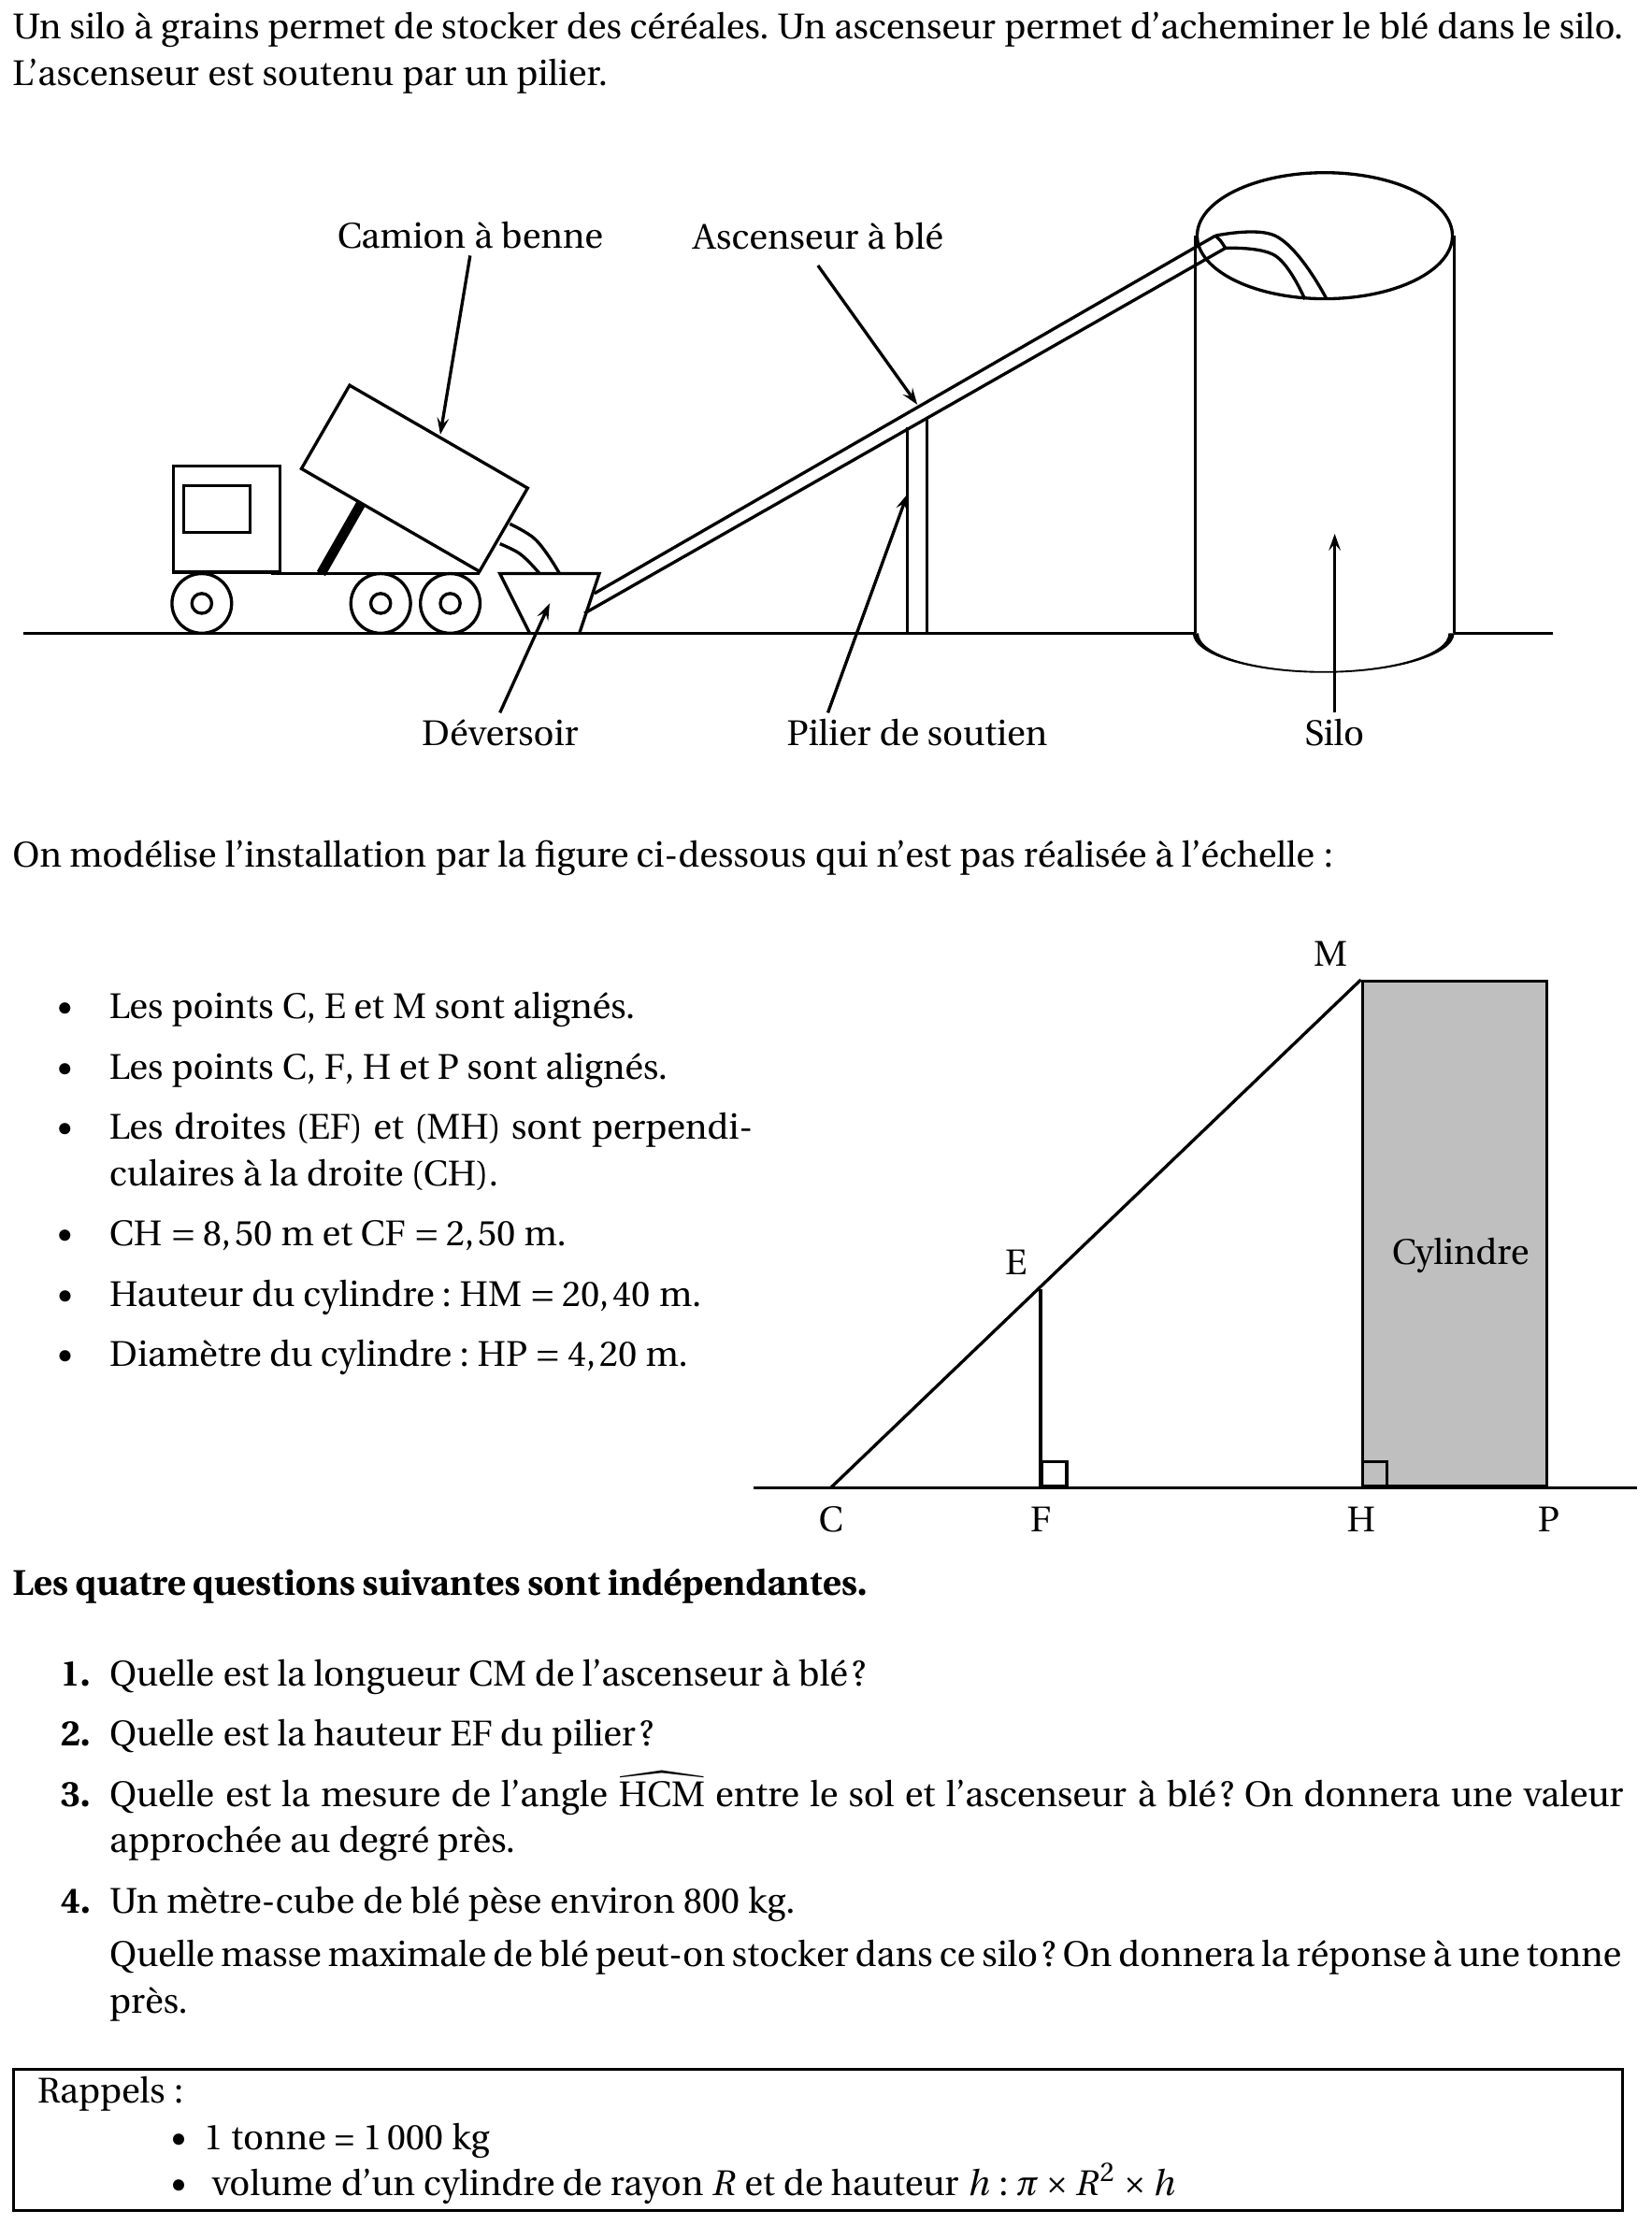 Un silo à grains permet de stocker des céréales. Un ascenseur permet d'acheminer le blé dans le silo.
L'ascenseur est soutenu par un pilier.
Camion à benne
Ascenseur à blé
Déversoir
Pilier de soutien
Silo
On modélise l'installation par la figure ci-dessous qui n'est pas réalisée à l'échelle :
• Les points C, E et M sont alignés.
• Les points C, F, H et P sont alignés.
• Les droites (EF) et (MH) sont perpendi-
culaires à la droite (CH).
• CH = 8,50 m et CF = 2,50 m.
• Hauteur du cylindre : HM = 20,40 m.
• Diamètre du cylindre : HP = 4,20 m.
M
E
Cylindre
C
F
H
P
Les quatre questions suivantes sont indépendantes.
1. Quelle est la longueur CM de l'ascenseur à blé ?
2. Quelle est la hauteur EF du pilier ?
3. Quelle est la mesure de l'angle $\widehat{\text{HCM}}$ entre le sol et l'ascenseur à blé ? On donnera une valeur
approchée au degré près.
4. Un mètre-cube de blé pèse environ 800 kg.
Quelle masse maximale de blé peut-on stocker dans ce silo ? On donnera la réponse à une tonne
près.
Rappels :
• 1 tonne = 1 000 kg
• volume d'un cylindre de rayon R et de hauteur h : π × R² × h